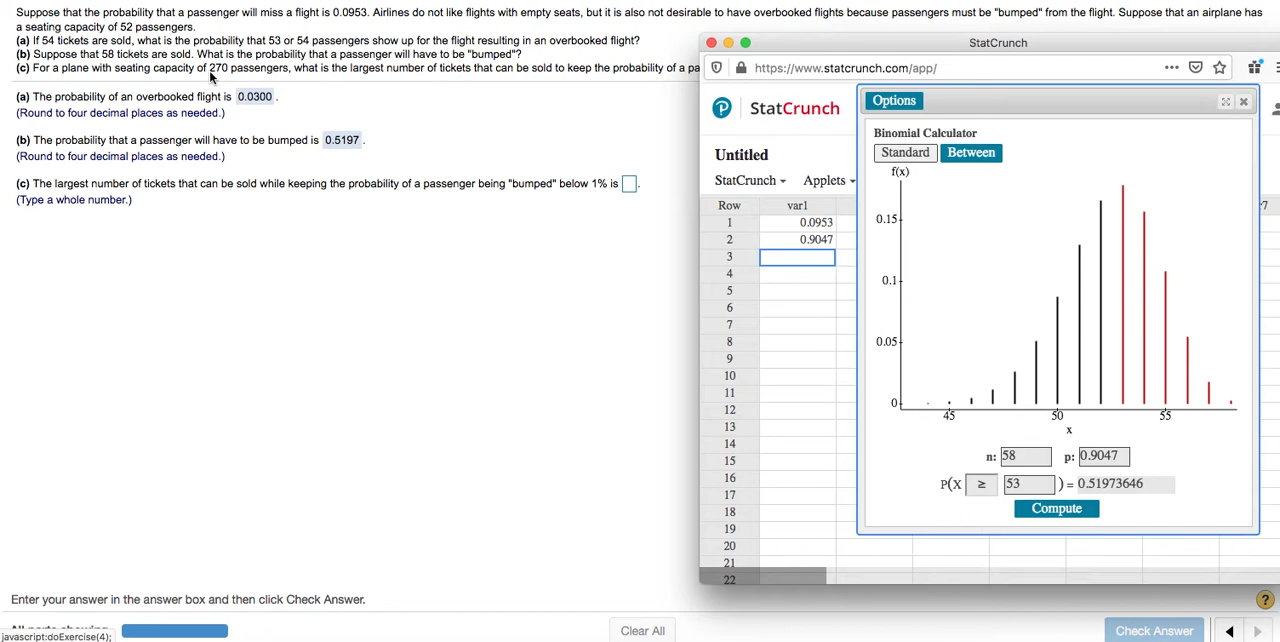 Suppose that the probability that a passenger will miss a flight is 0.0953. Airlines do not like flights with empty seats, but it is also not desirable to have overbooked flights because passengers must be "bumped" from the flight. Suppose that an airplane has
a seating capacity of 52 passengers.
(a) If 54 tickets are sold, what is the probability that 53 or 54 passengers show up for the flight resulting in an overbooked flight?
(b) Suppose that 58 tickets are sold. What is the probability that a passenger will have to be "bumped"?
(c) For a plane with seating capacity of 270 passengers, what is the largest number of tickets that can be sold to keep the probability of a pa
(a) The probability of an overbooked flight is 0.0300 .
(Round to four decimal places as needed.)
(b) The probability that a passenger will have to be bumped is 0.5197 .
(Round to four decimal places as needed.)
(c) The largest number of tickets that can be sold while keeping the probability of a passenger being "bumped" below 1% is .
(Type a whole number.)
StatCrunch
https://www.statcrunch.com/app/
P StatCrunch
Untitled
StatCrunch Applets
Row var1
1 0.0953
2 0.9047
3
4
5
6
7
8
9
10
11
12
13
14
15
16
17
18
19
20
21
22
Options
Binomial Calculator
Standard Between
f(x)
0.15
0.1
0.05
0
45 50 55
x
n: 58 p: 0.9047
P(X ≥ 53 ) = 0.51973646
Compute
Enter your answer in the answer box and then click Check Answer.
javascript:doExercise(4);
Clear All
Check Answer
?